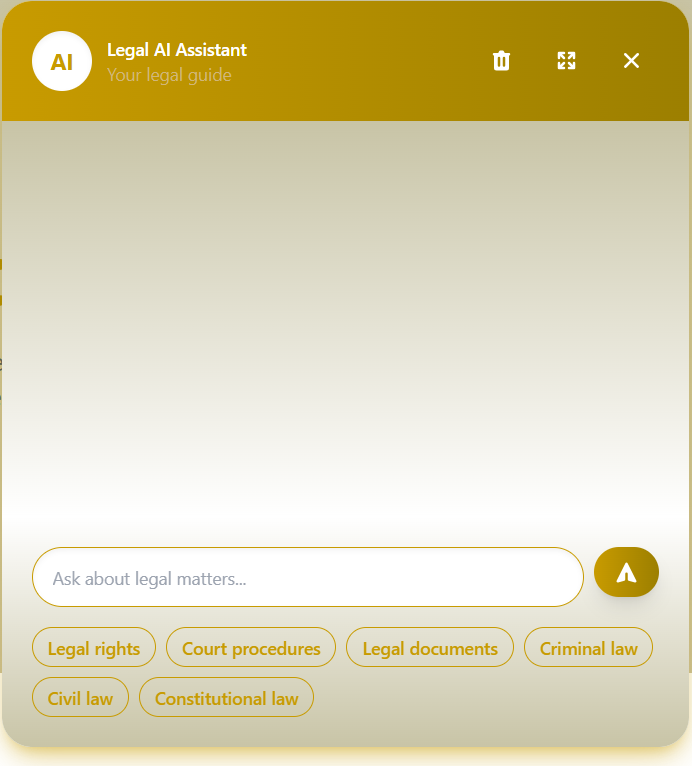 AI
Legal AI Assistant
Your legal guide
Ask about legal matters...
Legal rights
Court procedures
Legal documents
Criminal law
Civil law
Constitutional law